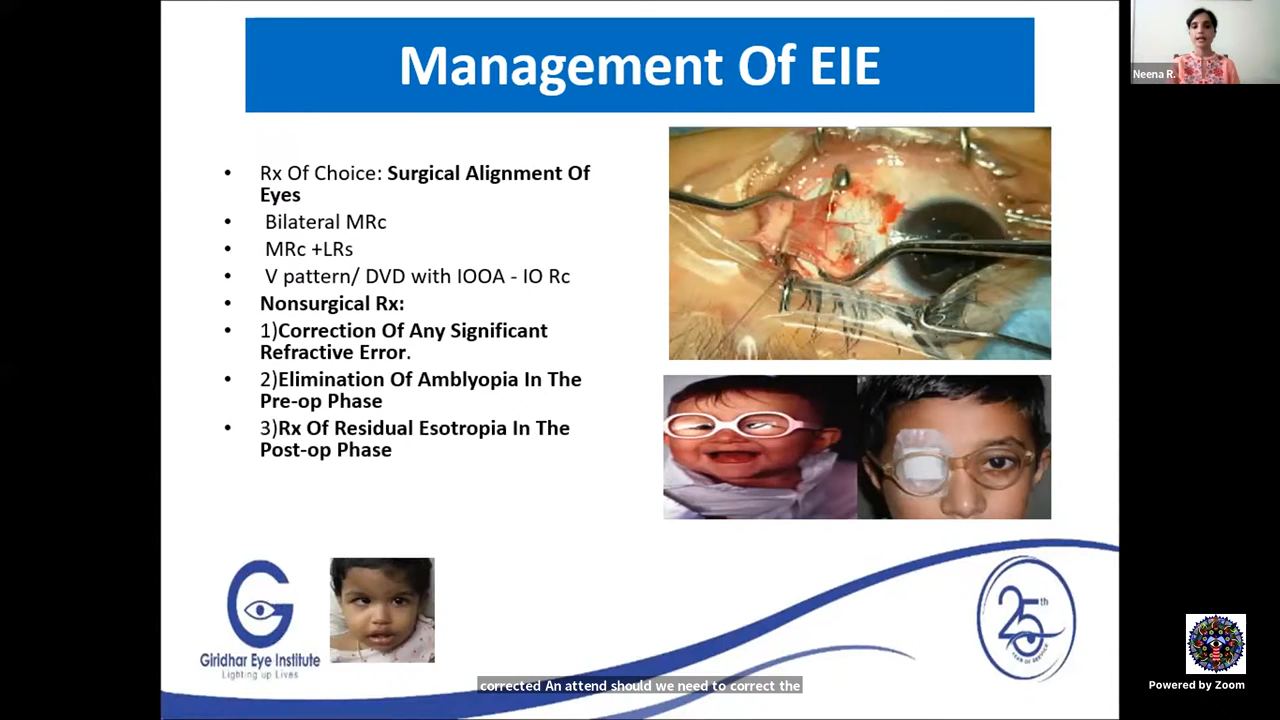 Management Of EIE
Neena R.
• Rx Of Choice: Surgical Alignment Of
Eyes
• Bilateral MRc
• MRc +LRs
• V pattern/ DVD with IOOA - IO Rc
• Nonsurgical Rx:
• 1)Correction Of Any Significant
Refractive Error.
• 2)Elimination Of Amblyopia In The
Pre-op Phase
• 3)Rx Of Residual Esotropia In The
Post-op Phase
Giridhar Eye Institute
Lighting up Lives
25th
YEAR OF SERVICE
corrected An attend should we need to correct the
Powered by Zoom